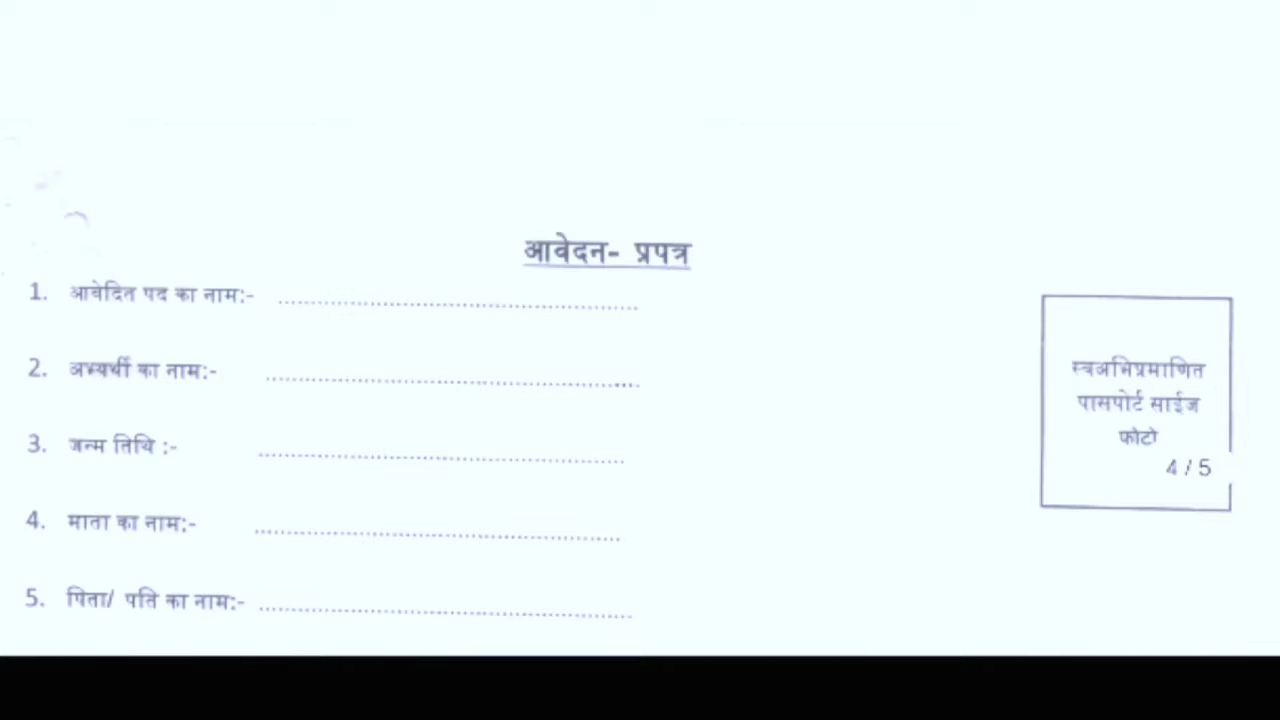 आवेदन- प्रपत्र
1. आवेदित पद का नाम:- ............................................................
2. अभ्यर्थी का नाम:- ............................................................
3. जन्म तिथि :- ............................................................
4. माता का नाम:- ............................................................
5. पिता/ पति का नाम:- ............................................................
स्वअभिप्रमाणित
पासपोर्ट साईज
फोटो
4 / 5